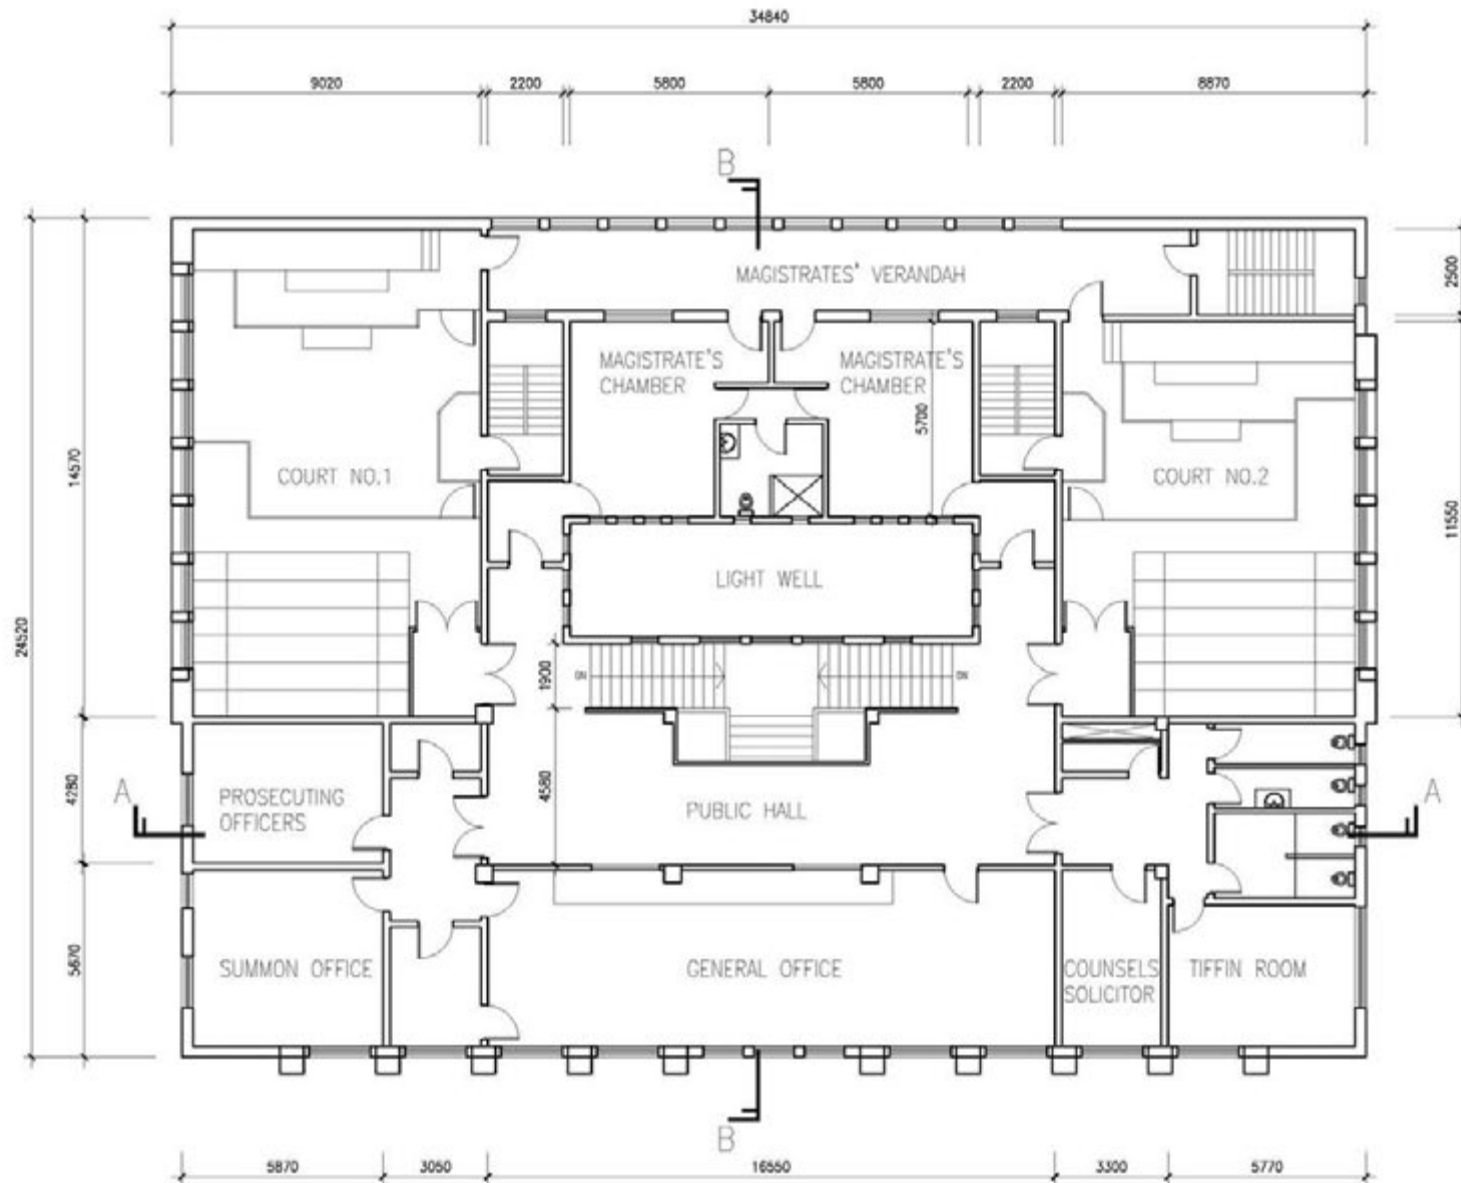 34840
9020 2200 5800 5800 2200 8870
B
MAGISTRATES' VERANDAH
2500
MAGISTRATE'S
CHAMBER
MAGISTRATE'S
CHAMBER
5700
14570
COURT NO.1
COURT NO.2
11550
LIGHT WELL
24520
1900
DN
DN
4280
4580
A
PROSECUTING
OFFICERS
PUBLIC HALL
A
5670
SUMMON OFFICE
GENERAL OFFICE
COUNSELS
SOLICITOR
TIFFIN ROOM
B
5870 3050 16550 3300 5770